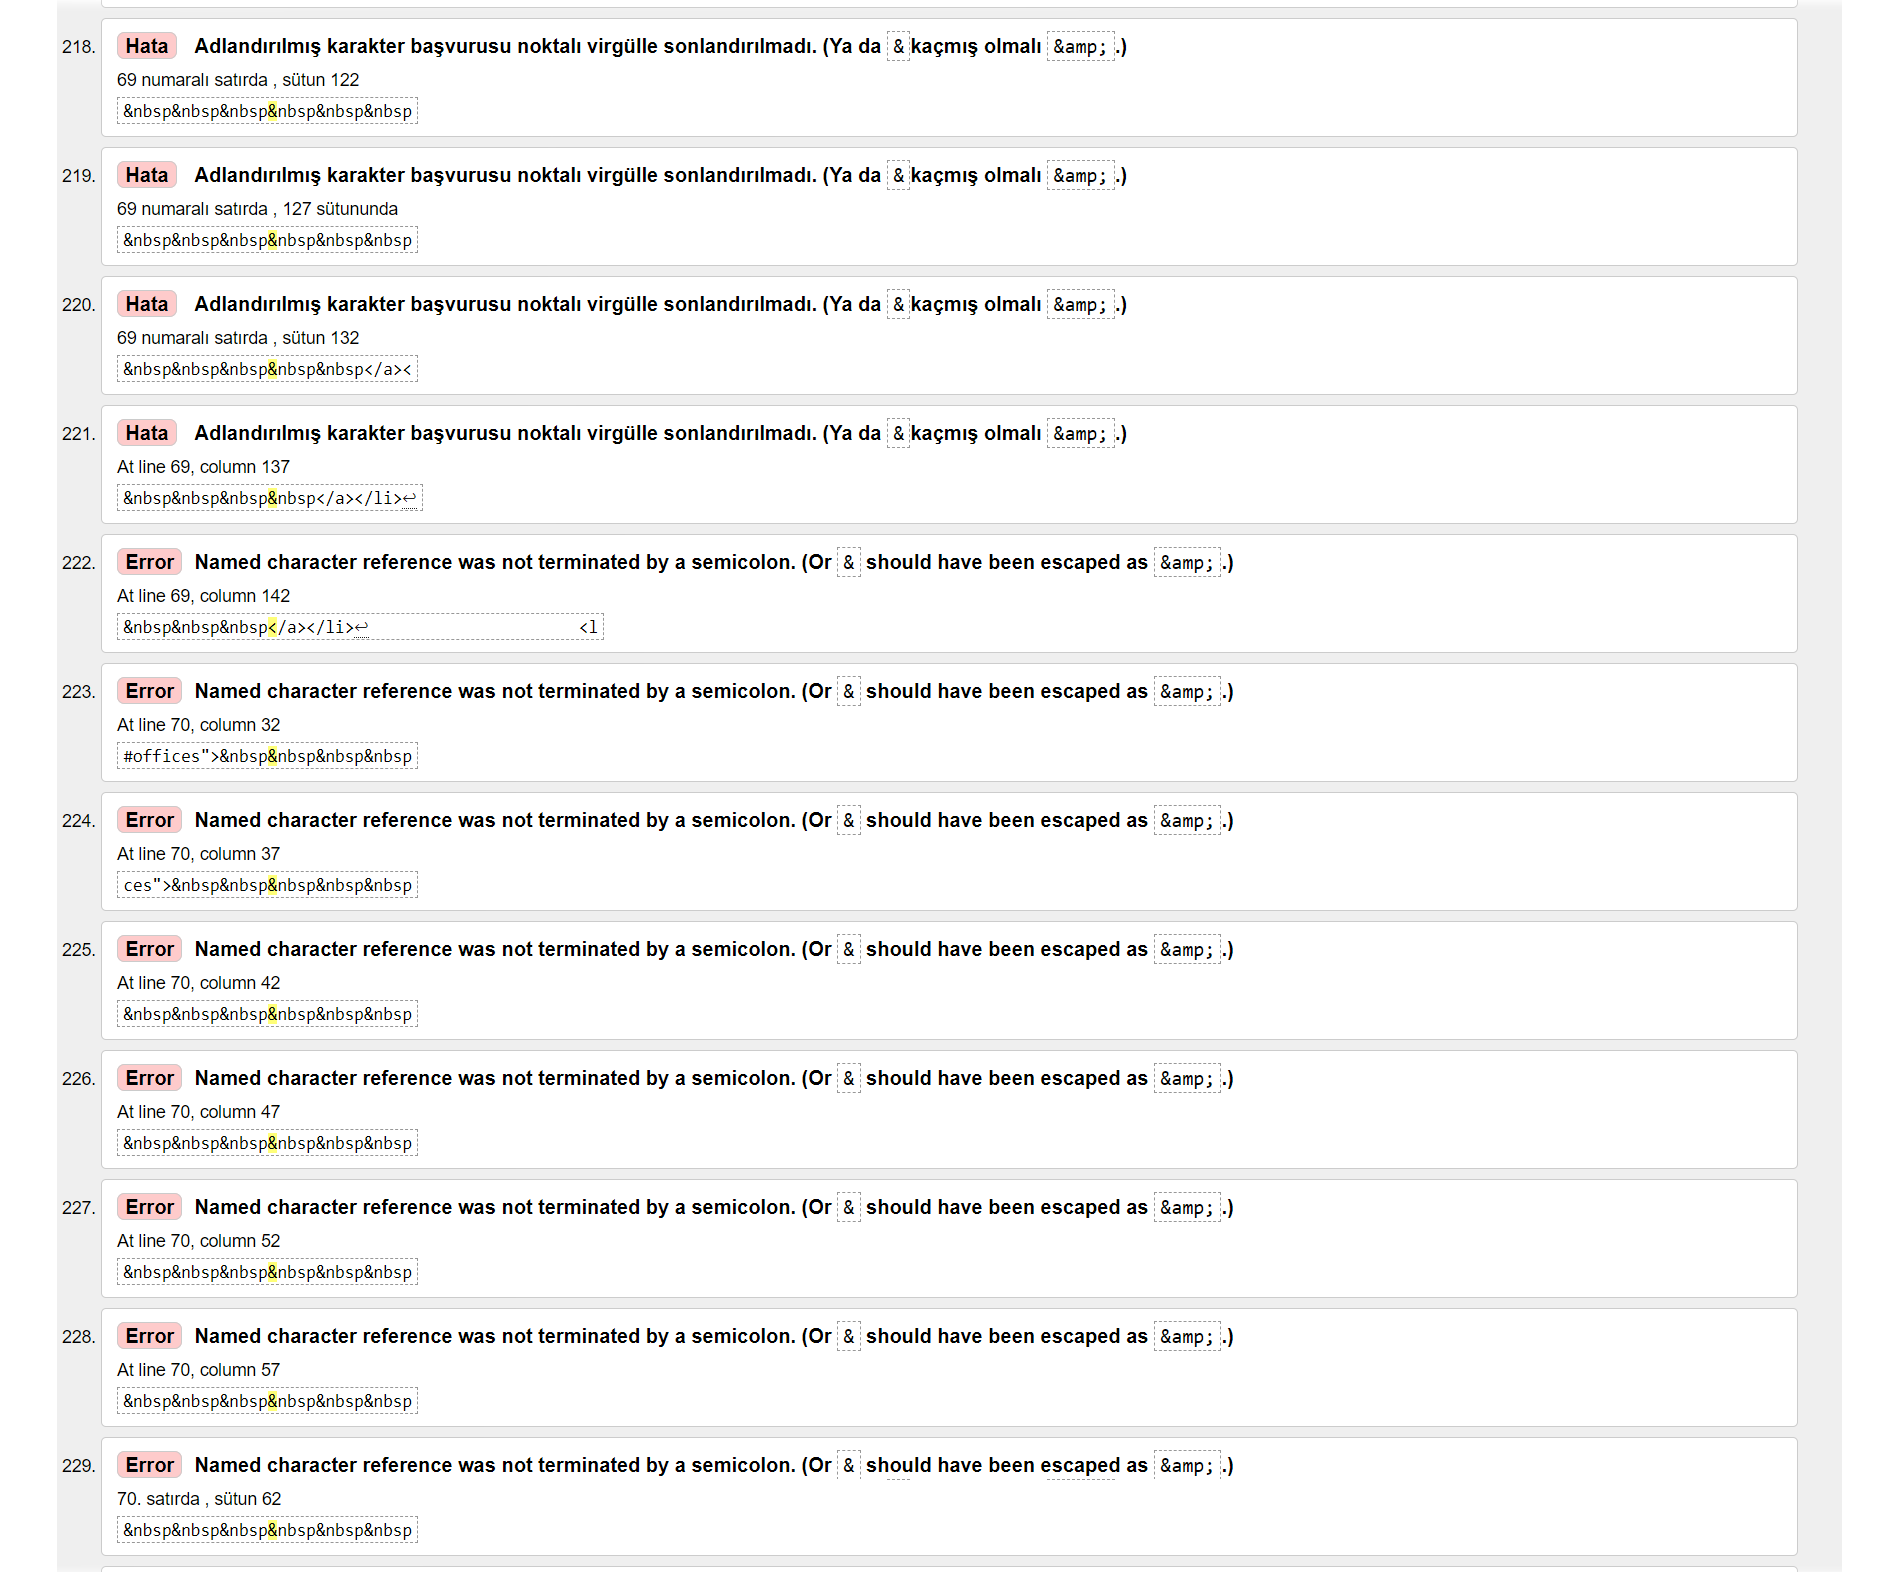 218. Hata Adlandırılmış karakter başvurusu noktalı virgülle sonlandırılmadı. (Ya da & kaçmış olmalı &amp; .)
69 numaralı satırda , sütun 122
&nbsp&nbsp&nbsp&nbsp&nbsp&nbsp
219. Hata Adlandırılmış karakter başvurusu noktalı virgülle sonlandırılmadı. (Ya da & kaçmış olmalı &amp; .)
69 numaralı satırda , 127 sütununda
&nbsp&nbsp&nbsp&nbsp&nbsp&nbsp
220. Hata Adlandırılmış karakter başvurusu noktalı virgülle sonlandırılmadı. (Ya da & kaçmış olmalı &amp; .)
69 numaralı satırda , sütun 132
&nbsp&nbsp&nbsp&nbsp&nbsp</a><
221. Hata Adlandırılmış karakter başvurusu noktalı virgülle sonlandırılmadı. (Ya da & kaçmış olmalı &amp; .)
At line 69, column 137
&nbsp&nbsp&nbsp&nbsp</a></li>↩
222. Error Named character reference was not terminated by a semicolon. (Or & should have been escaped as &amp; .)
At line 69, column 142
&nbsp&nbsp&nbsp</a></li>↩ <l
223. Error Named character reference was not terminated by a semicolon. (Or & should have been escaped as &amp; .)
At line 70, column 32
#offices">&nbsp&nbsp&nbsp&nbsp
224. Error Named character reference was not terminated by a semicolon. (Or & should have been escaped as &amp; .)
At line 70, column 37
ces">&nbsp&nbsp&nbsp&nbsp&nbsp
225. Error Named character reference was not terminated by a semicolon. (Or & should have been escaped as &amp; .)
At line 70, column 42
&nbsp&nbsp&nbsp&nbsp&nbsp&nbsp
226. Error Named character reference was not terminated by a semicolon. (Or & should have been escaped as &amp; .)
At line 70, column 47
&nbsp&nbsp&nbsp&nbsp&nbsp&nbsp
227. Error Named character reference was not terminated by a semicolon. (Or & should have been escaped as &amp; .)
At line 70, column 52
&nbsp&nbsp&nbsp&nbsp&nbsp&nbsp
228. Error Named character reference was not terminated by a semicolon. (Or & should have been escaped as &amp; .)
At line 70, column 57
&nbsp&nbsp&nbsp&nbsp&nbsp&nbsp
229. Error Named character reference was not terminated by a semicolon. (Or & should have been escaped as &amp; .)
70. satırda , sütun 62
&nbsp&nbsp&nbsp&nbsp&nbsp&nbsp